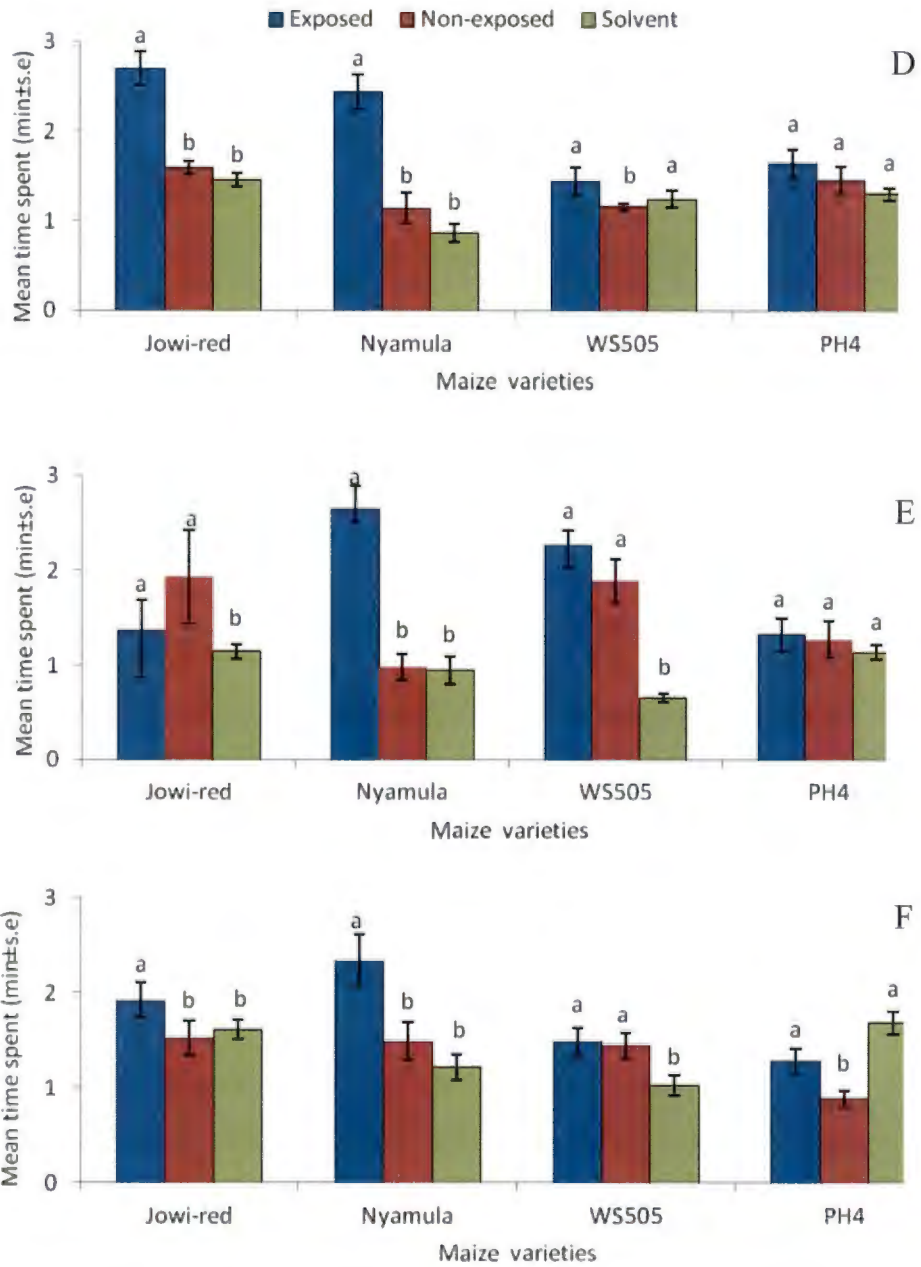 Exposed Non-exposed Solvent
D
Mean time spent (min±s.e)
3
2
1
0
a b b
a b b
a b a
a a a
Jowi-red Nyamula WS505 PH4
Maize varieties
E
Mean time spent (min±s.e)
3
2
1
0
a a b
a b b
a a b
a a a
Jowi-red Nyamula WS505 PH4
Maize varieties
F
Mean time spent (min±s.e)
3
2
1
0
a b b
a b b
a a b
a b a
Jowi-red Nyamula WS505 PH4
Maize varieties